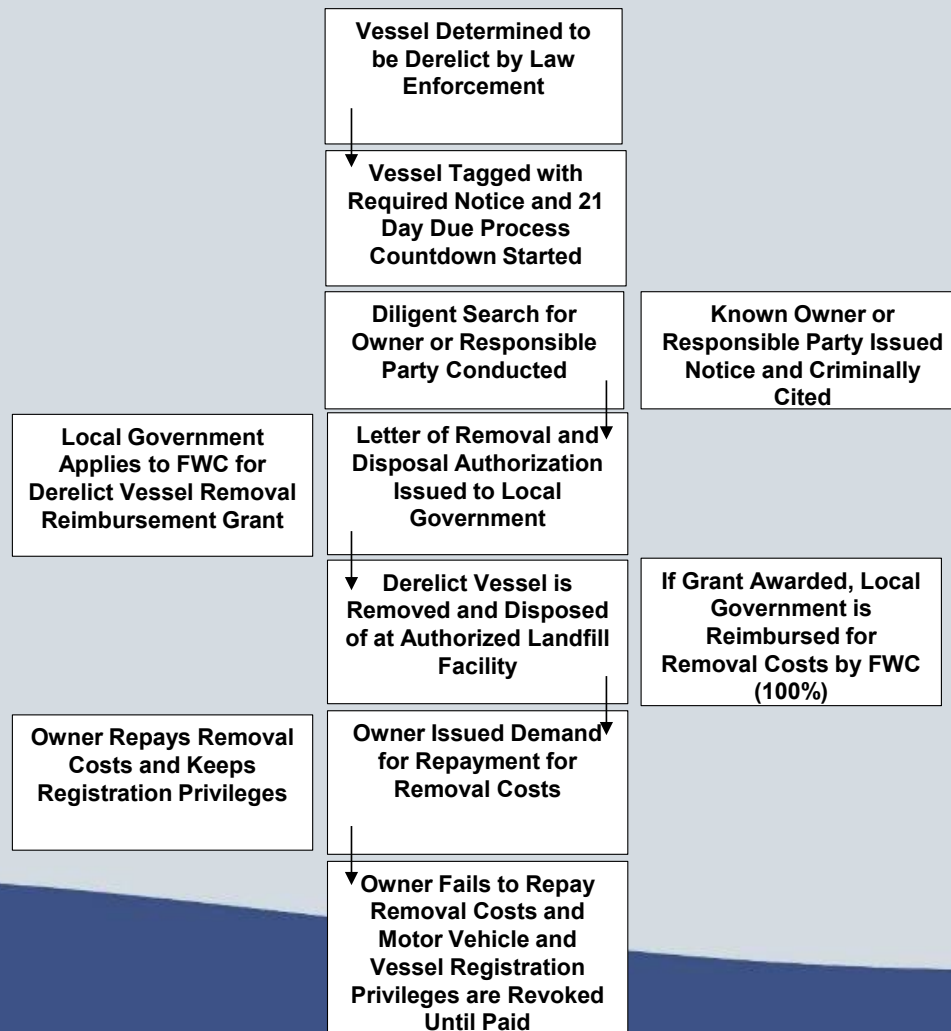 Vessel Determined to
be Derelict by Law
Enforcement
Vessel Tagged with
Required Notice and 21
Day Due Process
Countdown Started
Diligent Search for
Owner or Responsible
Party Conducted
Known Owner or
Responsible Party Issued
Notice and Criminally
Cited
Local Government
Applies to FWC for
Derelict Vessel Removal
Reimbursement Grant
Letter of Removal and
Disposal Authorization
Issued to Local
Government
Derelict Vessel is
Removed and Disposed
of at Authorized Landfill
Facility
If Grant Awarded, Local
Government is
Reimbursed for
Removal Costs by FWC
(100%)
Owner Repays Removal
Costs and Keeps
Registration Privileges
Owner Issued Demand
for Repayment for
Removal Costs
Owner Fails to Repay
Removal Costs and
Motor Vehicle and
Vessel Registration
Privileges are Revoked
Until Paid